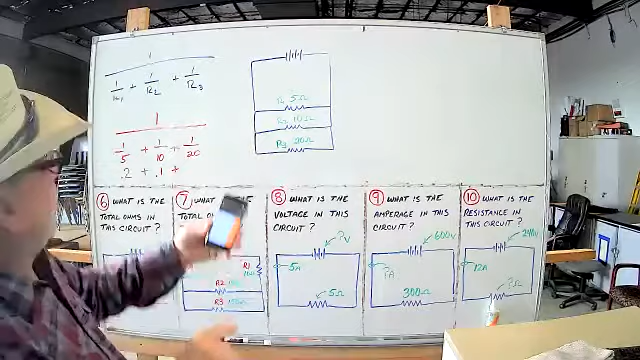 1
1/R1 + 1/R2 + 1/R3
1
1/5 + 1/10 + 1/20
.2 + .1 +
5Ω
R2 10Ω
R3 20Ω
6 WHAT IS THE
TOTAL OHMS IN
THIS CIRCUIT?
7 WHAT
TOTAL
R1
R2
R3
8 WHAT IS THE
VOLTAGE IN THIS
CIRCUIT?
?V
5A
5Ω
9 WHAT IS THE
AMPERAGE IN THIS
CIRCUIT?
600V
?A
300Ω
10 WHAT IS THE
RESISTANCE IN
THIS CIRCUIT?
240V
12A
?Ω